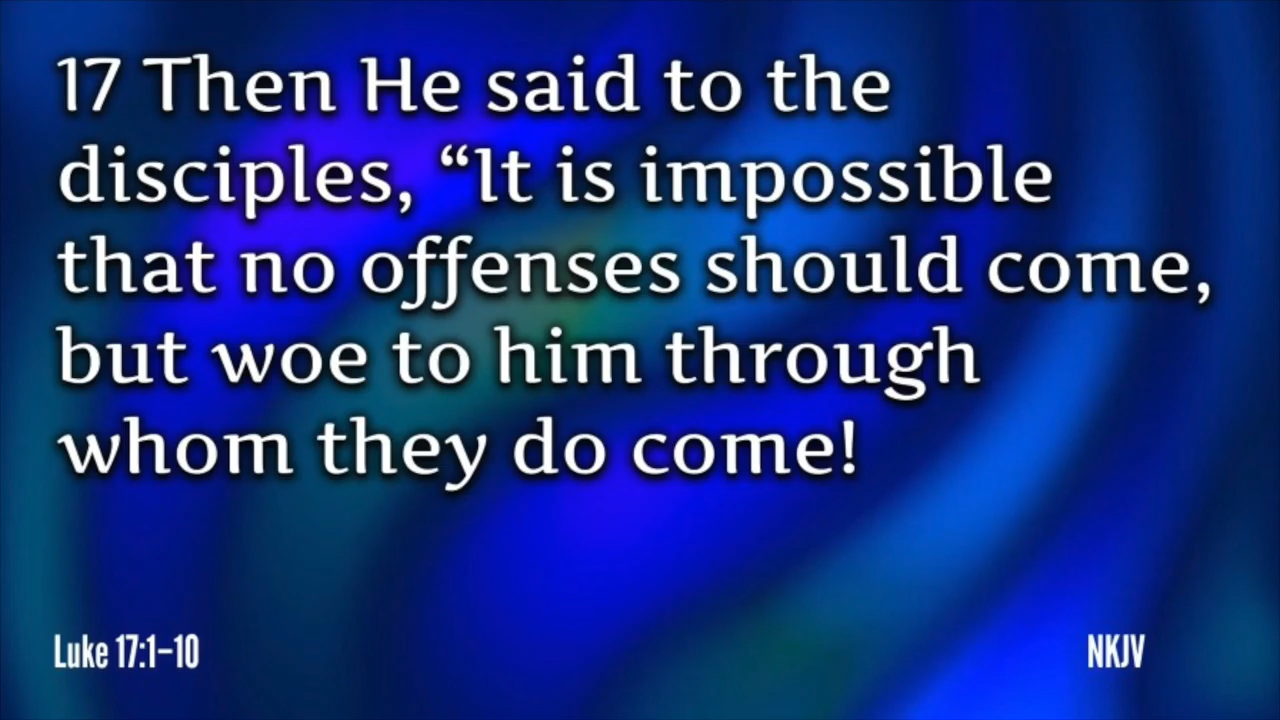 17 Then He said to the
disciples, “It is impossible
that no offenses should come,
but woe to him through
whom they do come!
Luke 17:1–10
NKJV